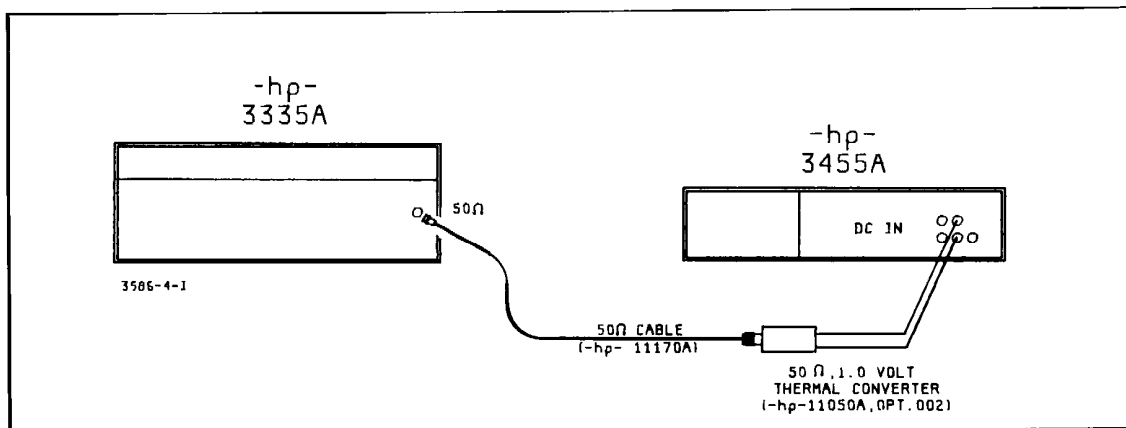 -hp-
3335A
-hp-
3455A
50Ω
DC IN
3586-4-1
50Ω CABLE
(-hp- 11170A)
50 Ω, 1.0 VOLT
THERMAL CONVERTER
(-hp-11050A, OPT.002)